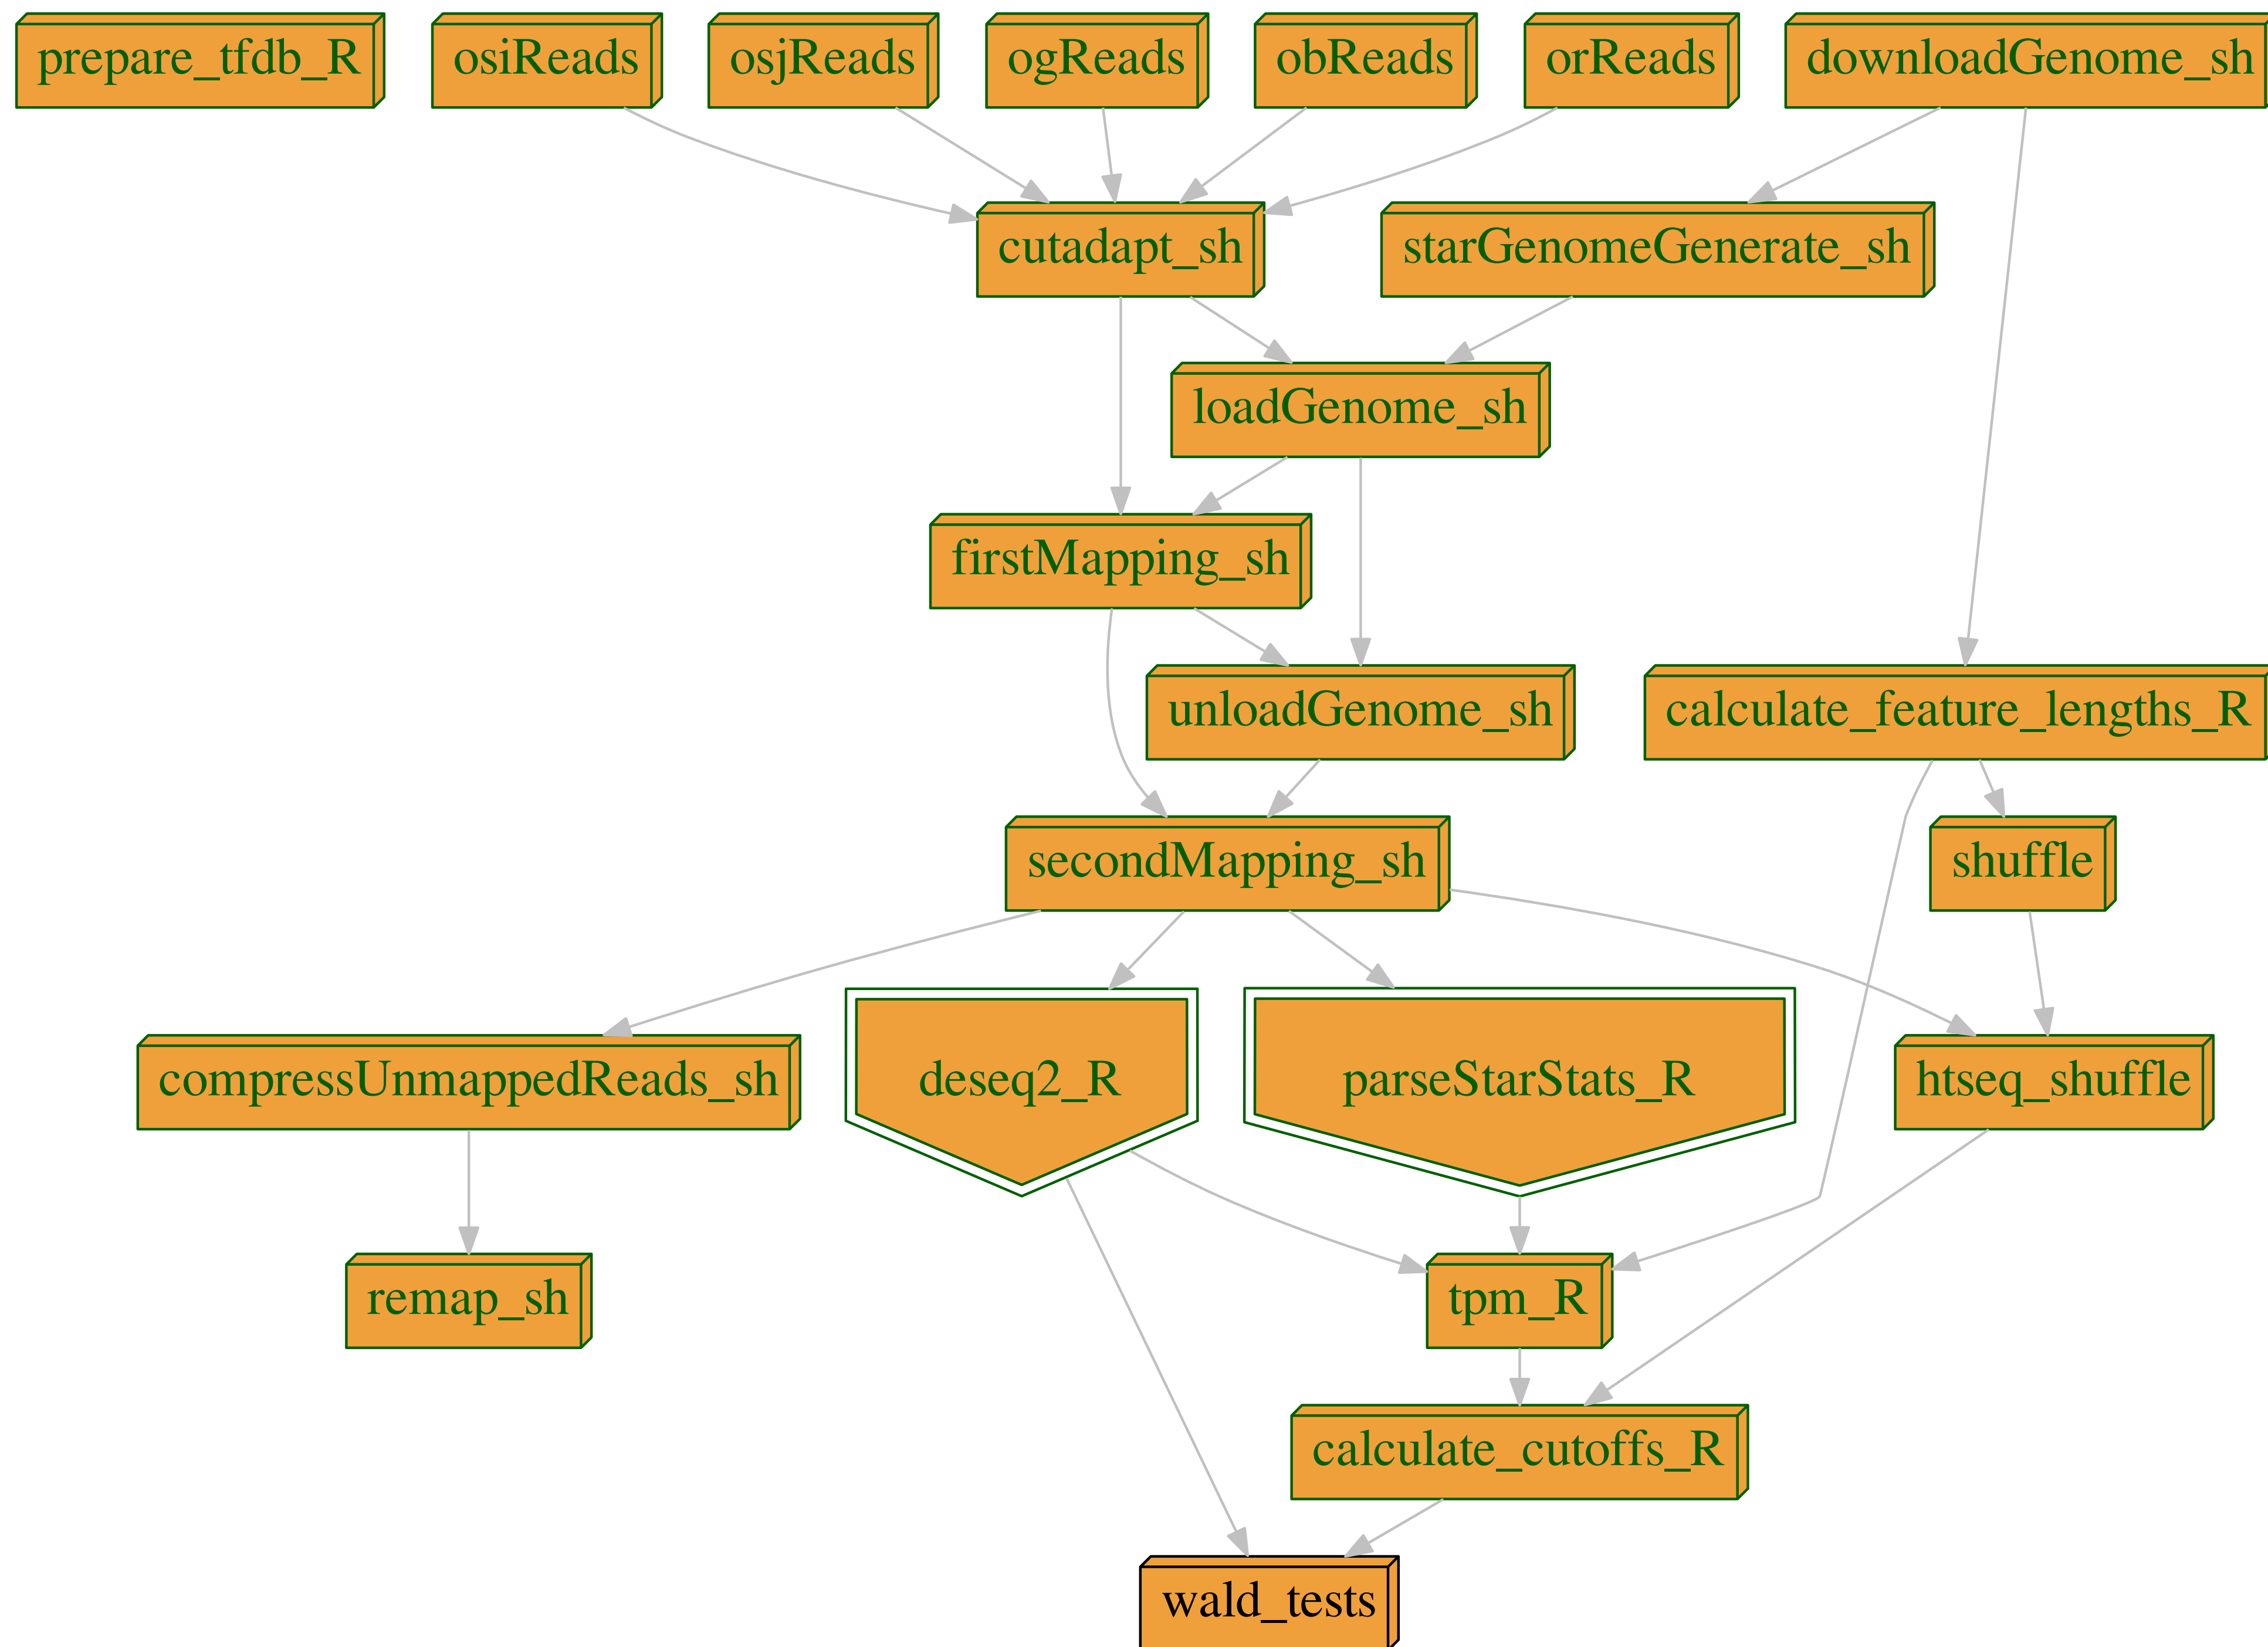 prepare_tfdb_R
osiReads
osjReads
ogReads
obReads
orReads
downloadGenome_sh
cutadapt_sh
starGenomeGenerate_sh
loadGenome_sh
firstMapping_sh
unloadGenome_sh
calculate_feature_lengths_R
secondMapping_sh
shuffle
compressUnmappedReads_sh
deseq2_R
parseStarStats_R
htseq_shuffle
remap_sh
tpm_R
calculate_cutoffs_R
wald_tests